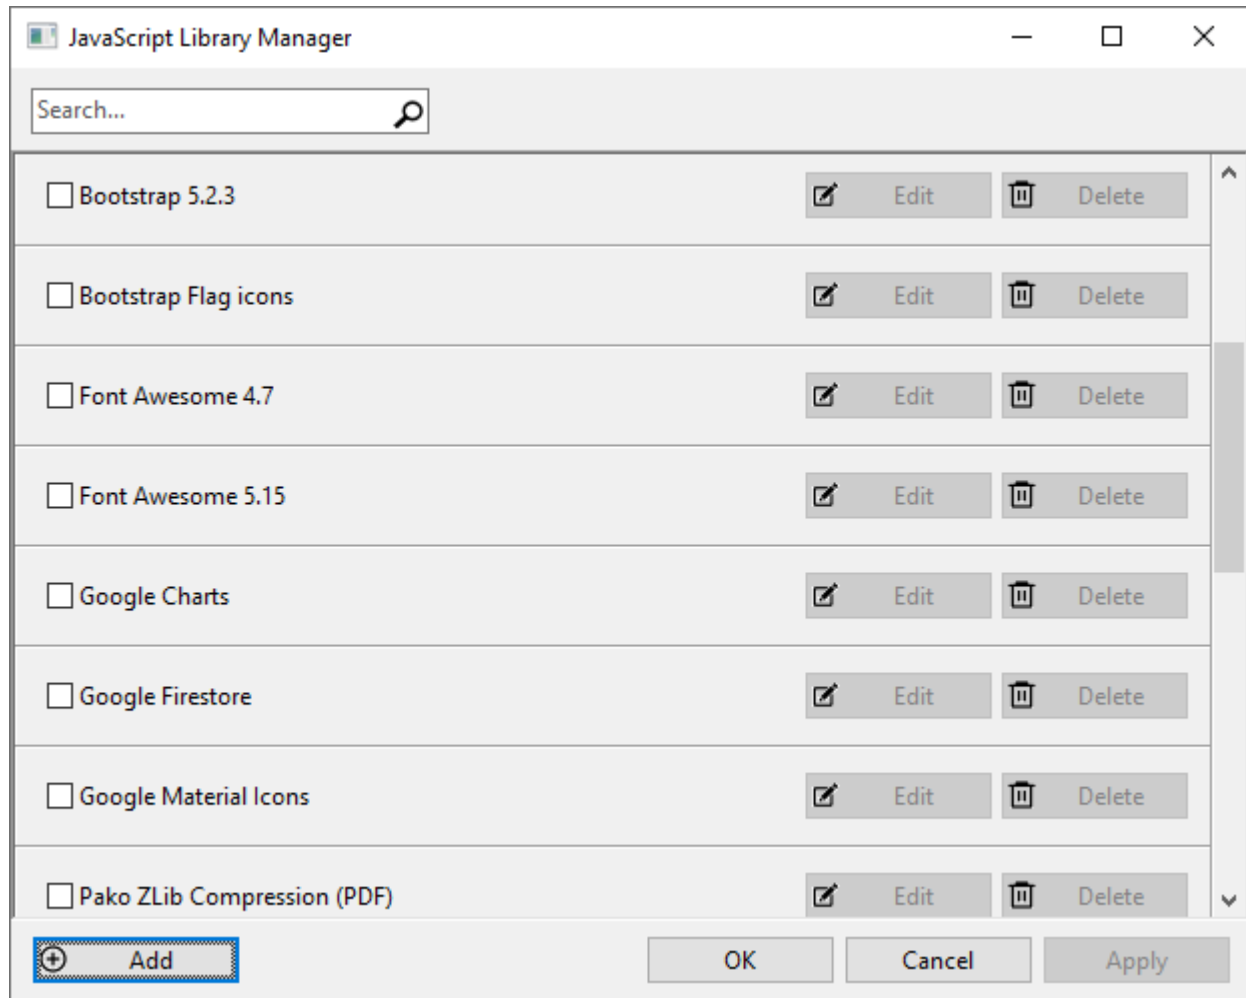 JavaScript Library Manager
Search...
Bootstrap 5.2.3 Edit Delete
Bootstrap Flag icons Edit Delete
Font Awesome 4.7 Edit Delete
Font Awesome 5.15 Edit Delete
Google Charts Edit Delete
Google Firestore Edit Delete
Google Material Icons Edit Delete
Pako ZLib Compression (PDF) Edit Delete
Add OK Cancel Apply